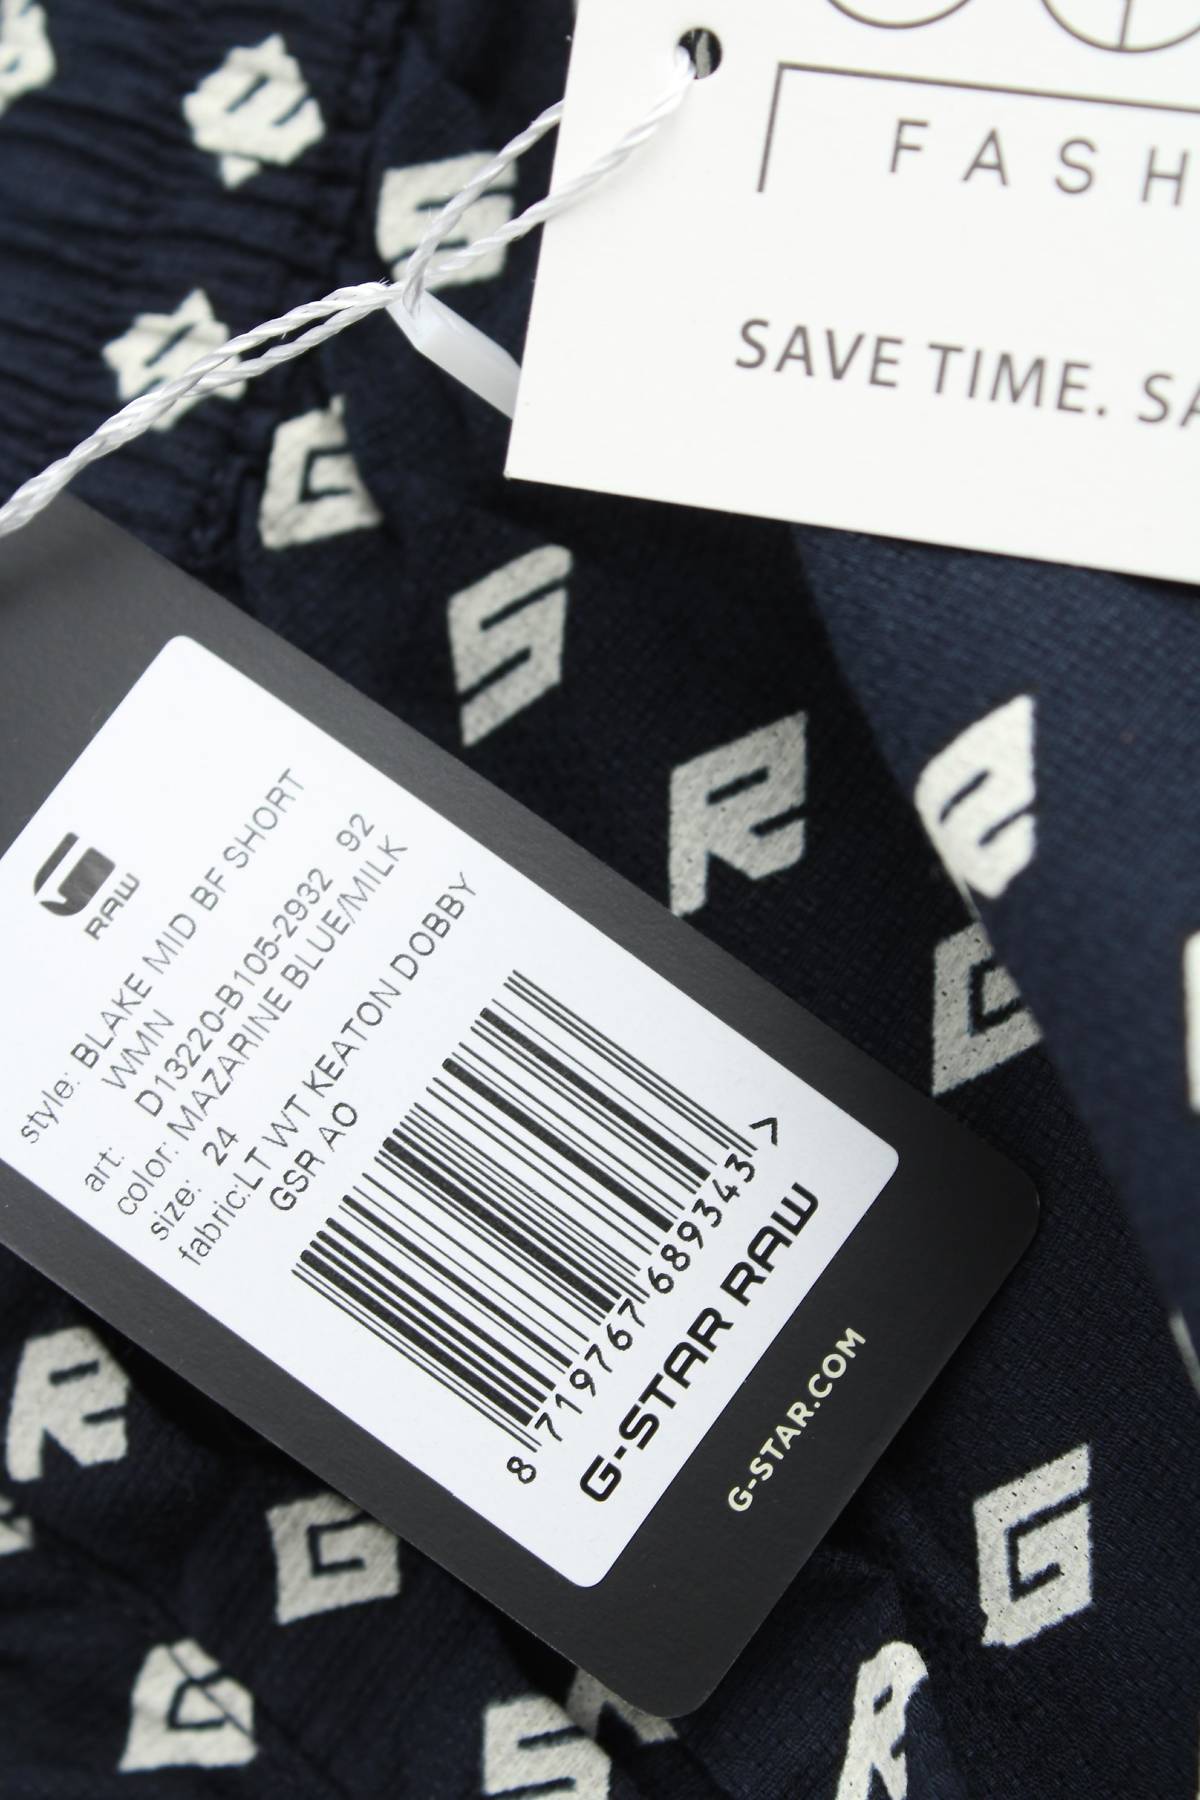 FASH
SAVE TIME. SA
RAW
style: BLAKE MID BF SHORT
WMN
art: D13220-B105-2932 92
color: MAZARINE BLUE/MILK
size: 24
fabric:LT WT KEATON DOBBY
GSR AO
8 719767 689343 >
G-STAR RAW
G-STAR.COM